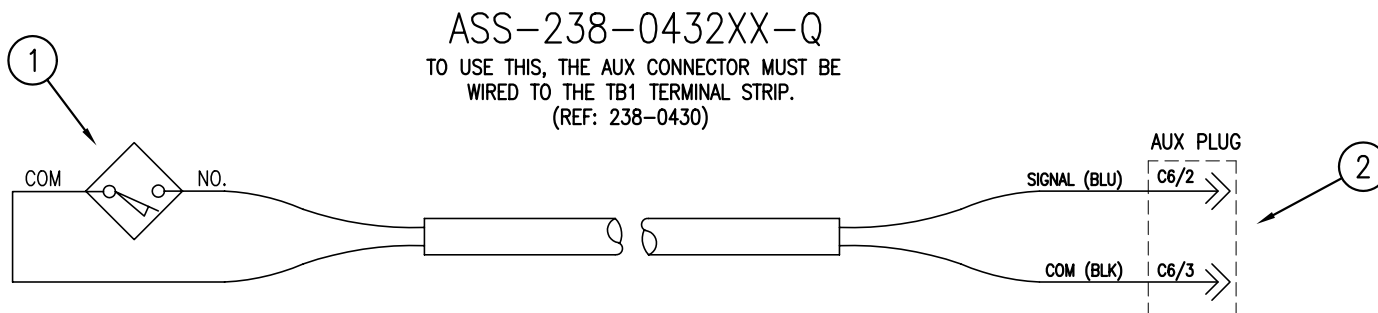 ASS-238-0432XX-Q
TO USE THIS, THE AUX CONNECTOR MUST BE
WIRED TO THE TB1 TERMINAL STRIP.
(REF: 238-0430)
1
AUX PLUG
2
COM
NO.
SIGNAL (BLU)
C6/2
COM (BLK)
C6/3